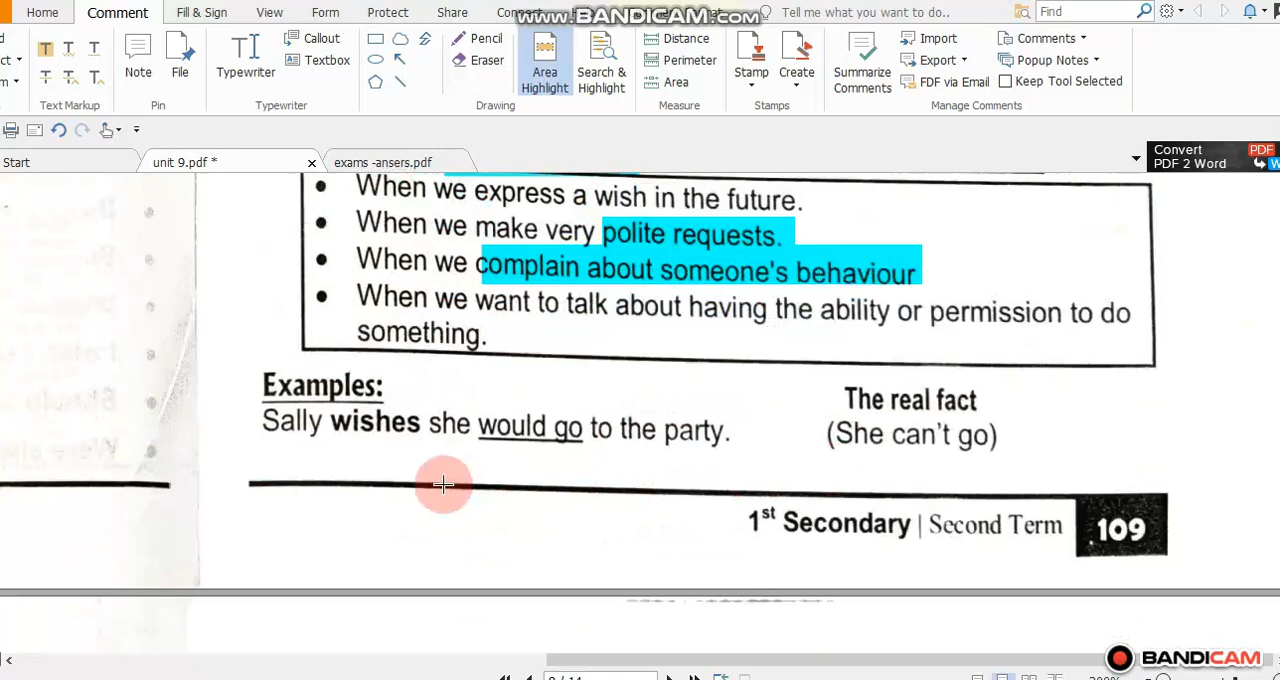 Home Comment Fill & Sign View Form Protect Share Tell me what you want to do.. Find
www.BANDICAM.com
Note File Typewriter Callout Textbox Pencil Eraser Area Highlight Search & Highlight Distance Perimeter Area Stamp Create Summarize Comments Import Export FDF via Email Comments Popup Notes Keep Tool Selected
Text Markup Pin Typewriter Drawing Measure Stamps Manage Comments
Start unit 9.pdf * exams -ansers.pdf Convert PDF 2 Word PDF
• When we express a wish in the future.
• When we make very polite requests.
• When we complain about someone's behaviour
• When we want to talk about having the ability or permission to do
something.
Examples: The real fact
Sally wishes she would go to the party. (She can't go)
1st Secondary | Second Term 109
BANDICAM